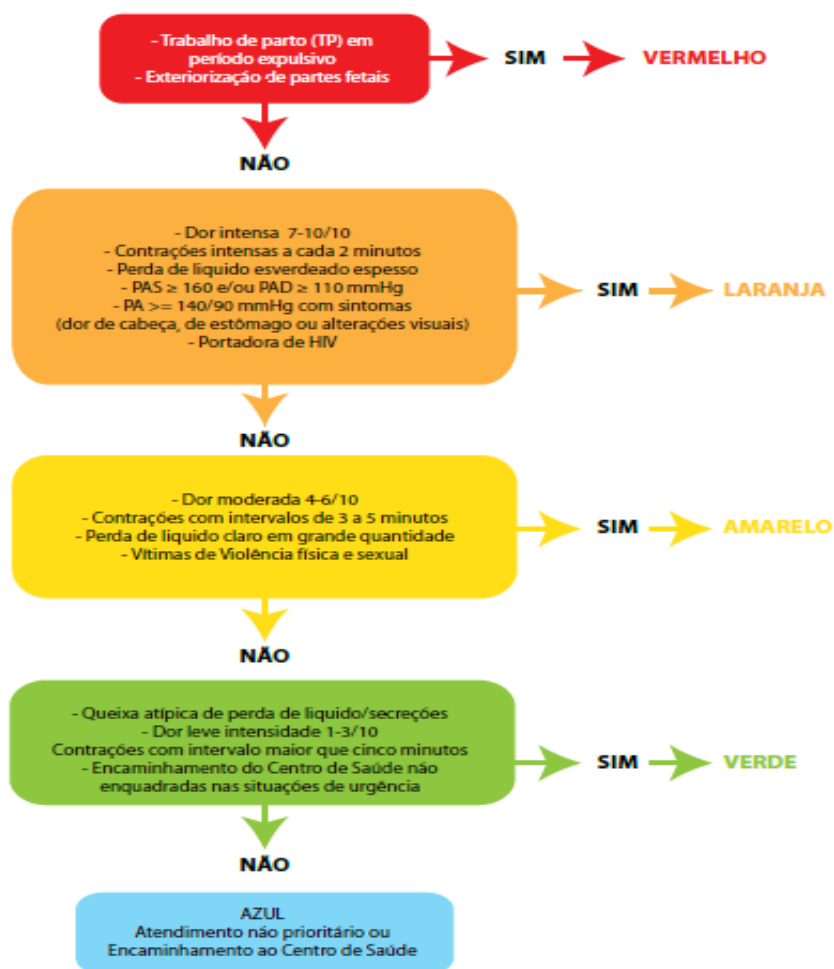 - Trabalho de parto (TP) em
período expulsivo
- Exteriorização de partes fetais
SIM
VERMELHO
NÃO
- Dor intensa 7-10/10
- Contrações intensas a cada 2 minutos
- Perda de liquido esverdeado espesso
- PAS ≥ 160 e/ou PAD ≥ 110 mmHg
- PA >= 140/90 mmHg com sintomas
(dor de cabeça, de estômago ou alterações visuais)
- Portadora de HIV
SIM
LARANJA
NÃO
- Dor moderada 4-6/10
- Contrações com intervalos de 3 a 5 minutos
- Perda de liquido claro em grande quantidade
- Vítimas de Violência física e sexual
SIM
AMARELO
NÃO
- Queixa atípica de perda de liquido/secreções
- Dor leve intensidade 1-3/10
Contrações com intervalo maior que cinco minutos
- Encaminhamento do Centro de Saúde não
enquadradas nas situações de urgência
SIM
VERDE
NÃO
AZUL
Atendimento não prioritário ou
Encaminhamento ao Centro de Saúde